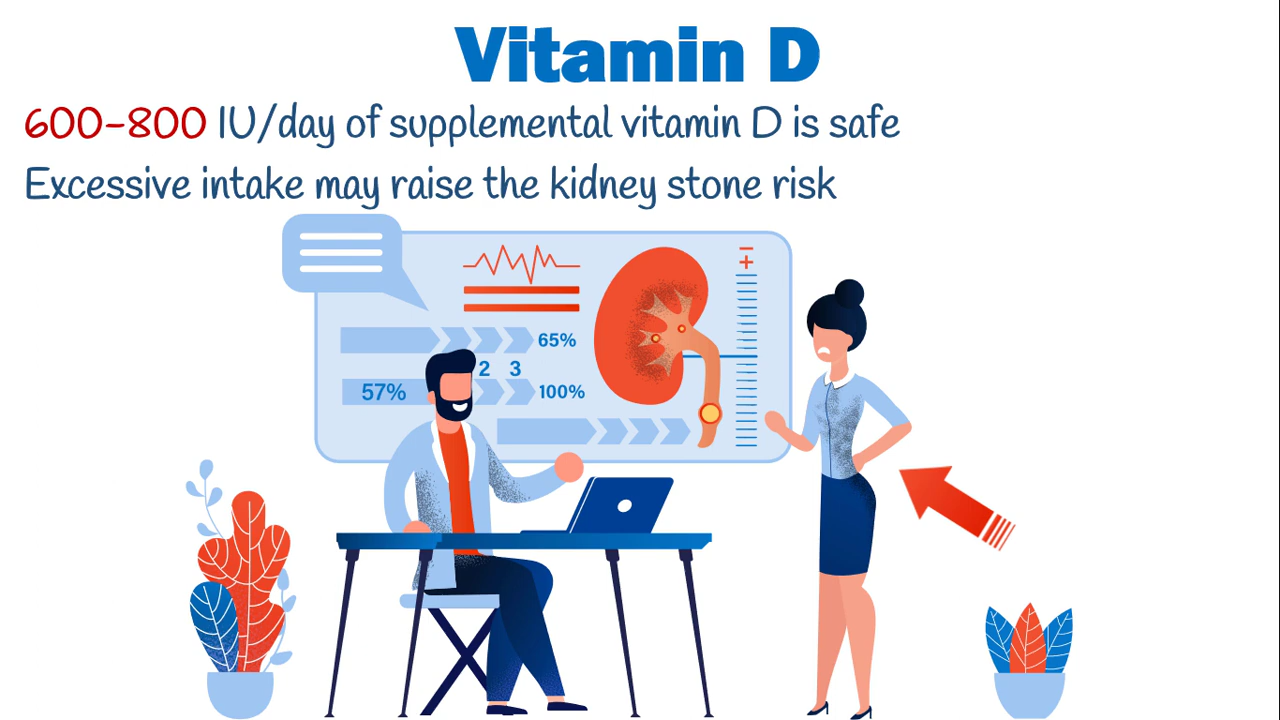 Vitamin D
600-800 IU/day of supplemental vitamin D is safe
Excessive intake may raise the kidney stone risk
65%
2 3
57%
100%